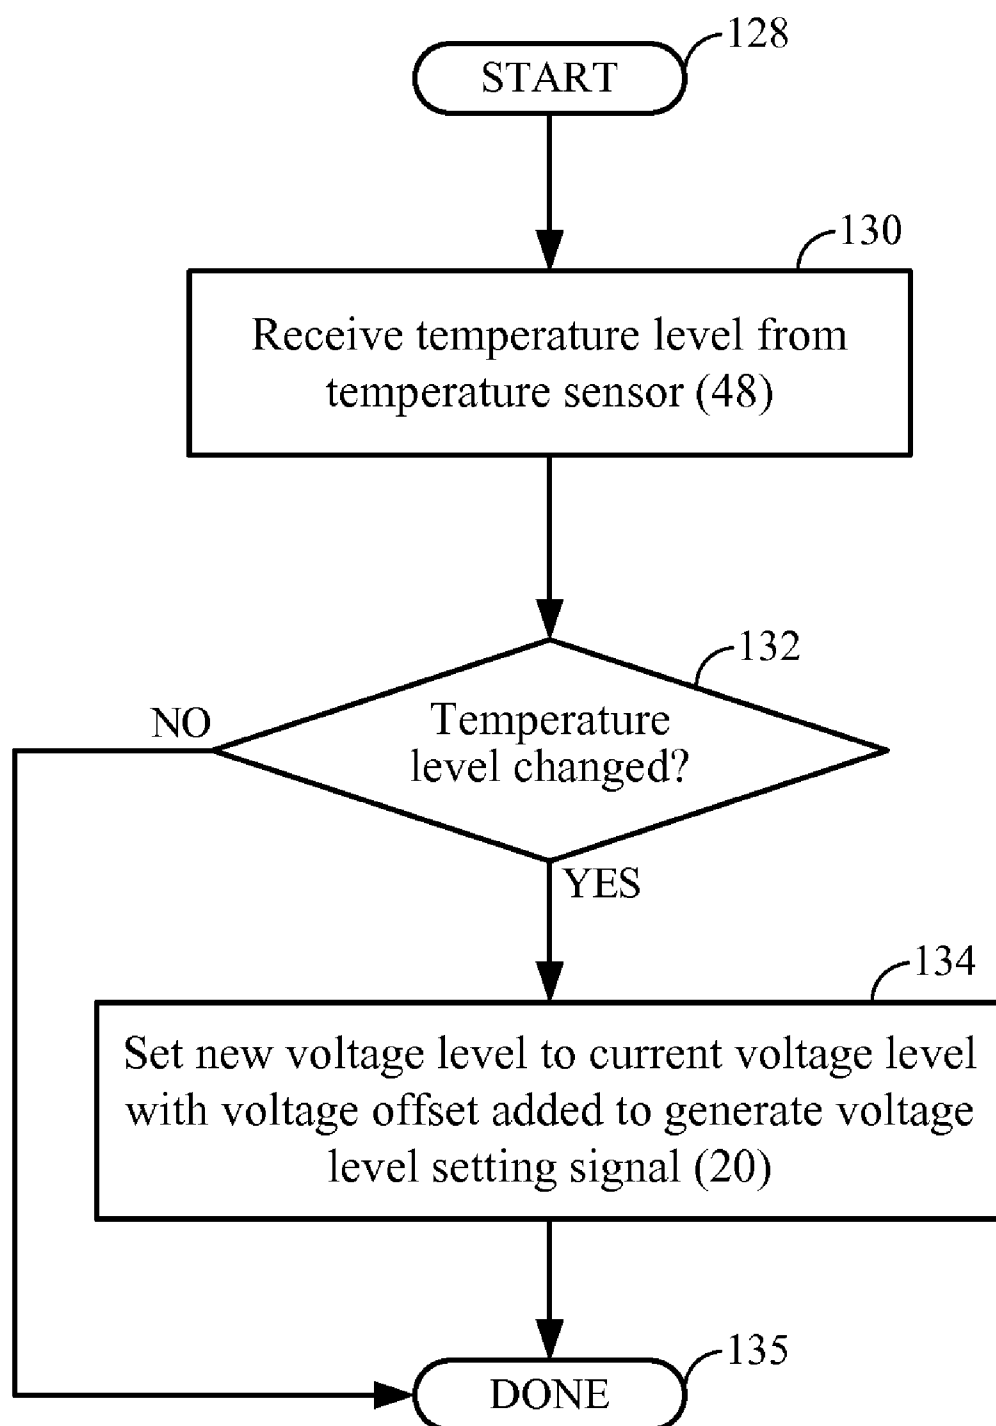 128
START
130
Receive temperature level from
temperature sensor (48)
132
NO
Temperature
level changed?
YES
134
Set new voltage level to current voltage level
with voltage offset added to generate voltage
level setting signal (20)
135
DONE